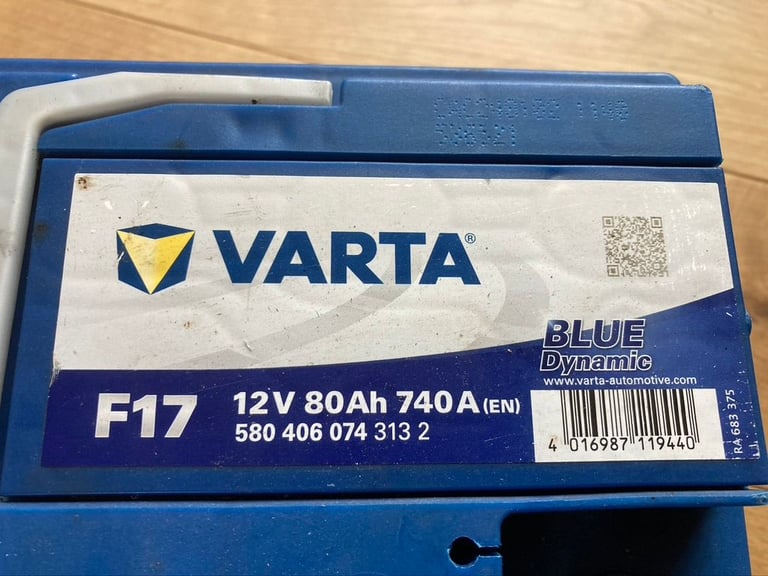 VARTA®
BLUE
Dynamic
www.varta-automotive.com
F17
12V 80Ah 740A (EN)
580 406 074 313 2
4 016987 119440
RA 683 375